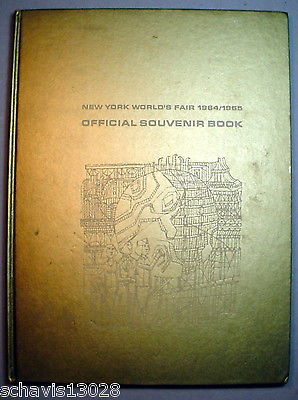 NEW YORK WORLD'S FAIR 1964/1965
OFFICIAL SOUVENIR BOOK
schavis13028